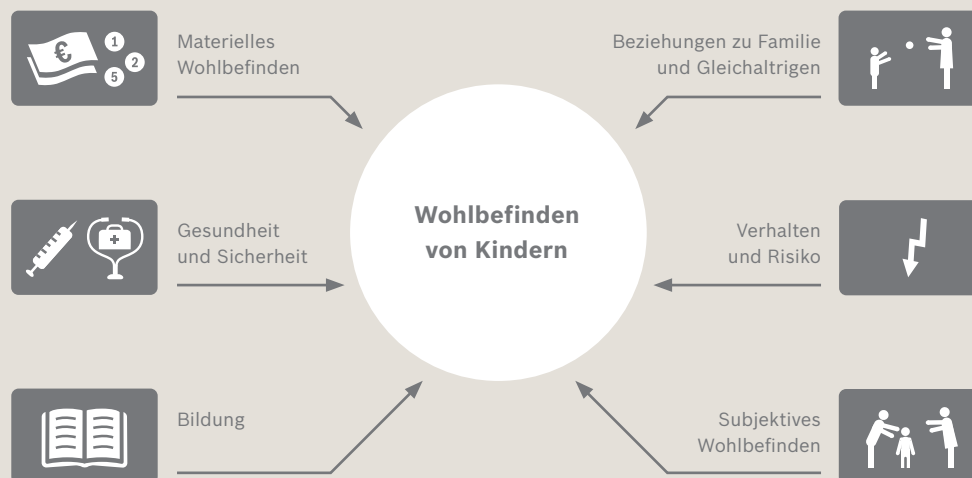 €
1
2
5
Materielles
Wohlbefinden
Beziehungen zu Familie
und Gleichaltrigen
Wohlbefinden
von Kindern
Gesundheit
und Sicherheit
Verhalten
und Risiko
Bildung
Subjektives
Wohlbefinden